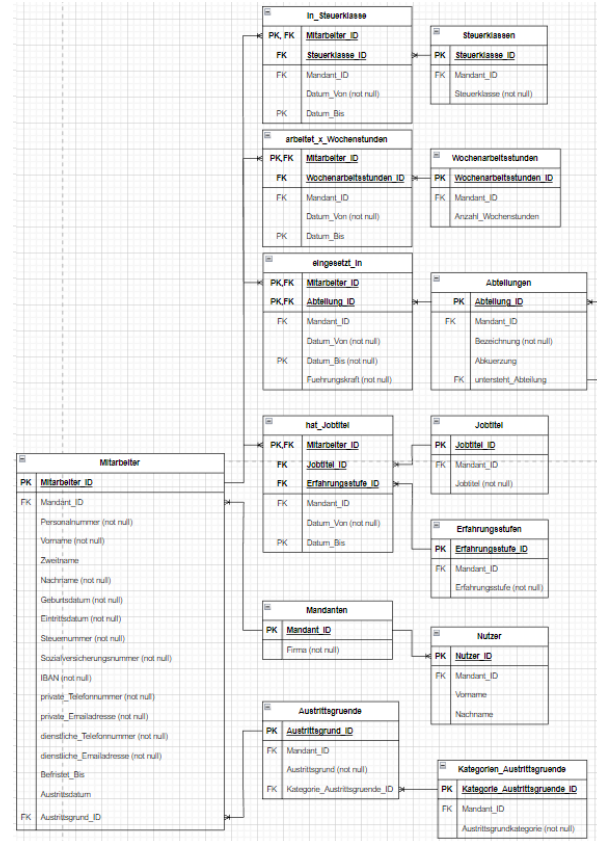 in_Steuerklasse
PK, FK Mitarbeiter_ID
FK Steuerklasse_ID
FK Mandant_ID
Datum_Von (not null)
PK Datum_Bis
Steuerklassen
PK Steuerklasse_ID
FK Mandant_ID
Steuerklasse (not null)
arbeitet_x_Wochenstunden
PK,FK Mitarbeiter_ID
FK Wochenarbeitsstunden_ID
FK Mandant_ID
Datum_Von (not null)
PK Datum_Bis
Wochenarbeitsstunden
PK Wochenarbeitsstunden_ID
FK Mandant_ID
Anzahl_Wochenstunden
eingesetzt_in
PK,FK Mitarbeiter_ID
PK,FK Abteilung_ID
FK Mandant_ID
Datum_Von (not null)
PK Datum_Bis (not null)
Fuehrungskraft (not null)
Abteilungen
PK Abteilung_ID
FK Mandant_ID
Bezeichnung (not null)
Abkuerzung
FK untersteht_Abteilung
hat_Jobtitel
PK,FK Mitarbeiter_ID
FK Jobtitel_ID
FK Erfahrungsstufe_ID
FK Mandant_ID
Datum_Von (not null)
PK Datum_Bis
Jobtitel
PK Jobtitel_ID
FK Mandant_ID
Jobtitel (not null)
Erfahrungsstufen
PK Erfahrungsstufe_ID
FK Mandant_ID
Erfahrungsstufe (not null)
Mitarbeiter
PK Mitarbeiter_ID
FK Mandant_ID
Personalnummer (not null)
Vorname (not null)
Zweitname
Nachname (not null)
Geburtsdatum (not null)
Eintrittsdatum (not null)
Steuernummer (not null)
Sozialversicherungsnummer (not null)
IBAN (not null)
private_Telefonnummer (not null)
private_Emailadresse (not null)
dienstliche_Telefonnummer (not null)
dienstliche_Emailadresse (not null)
Befristet_Bis
Austrittsdatum
FK Austrittsgrund_ID
Mandanten
PK Mandant_ID
Firma (not null)
Nutzer
PK Nutzer_ID
FK Mandant_ID
Vorname
Nachname
Austrittsgruende
PK Austrittsgrund_ID
FK Mandant_ID
Austrittsgrund (not null)
FK Kategorie_Austrittsgruende_ID
Kategorien_Austrittsgruende
PK Kategorie_Austrittsgruende_ID
FK Mandant_ID
Austrittsgrundkategorie (not null)